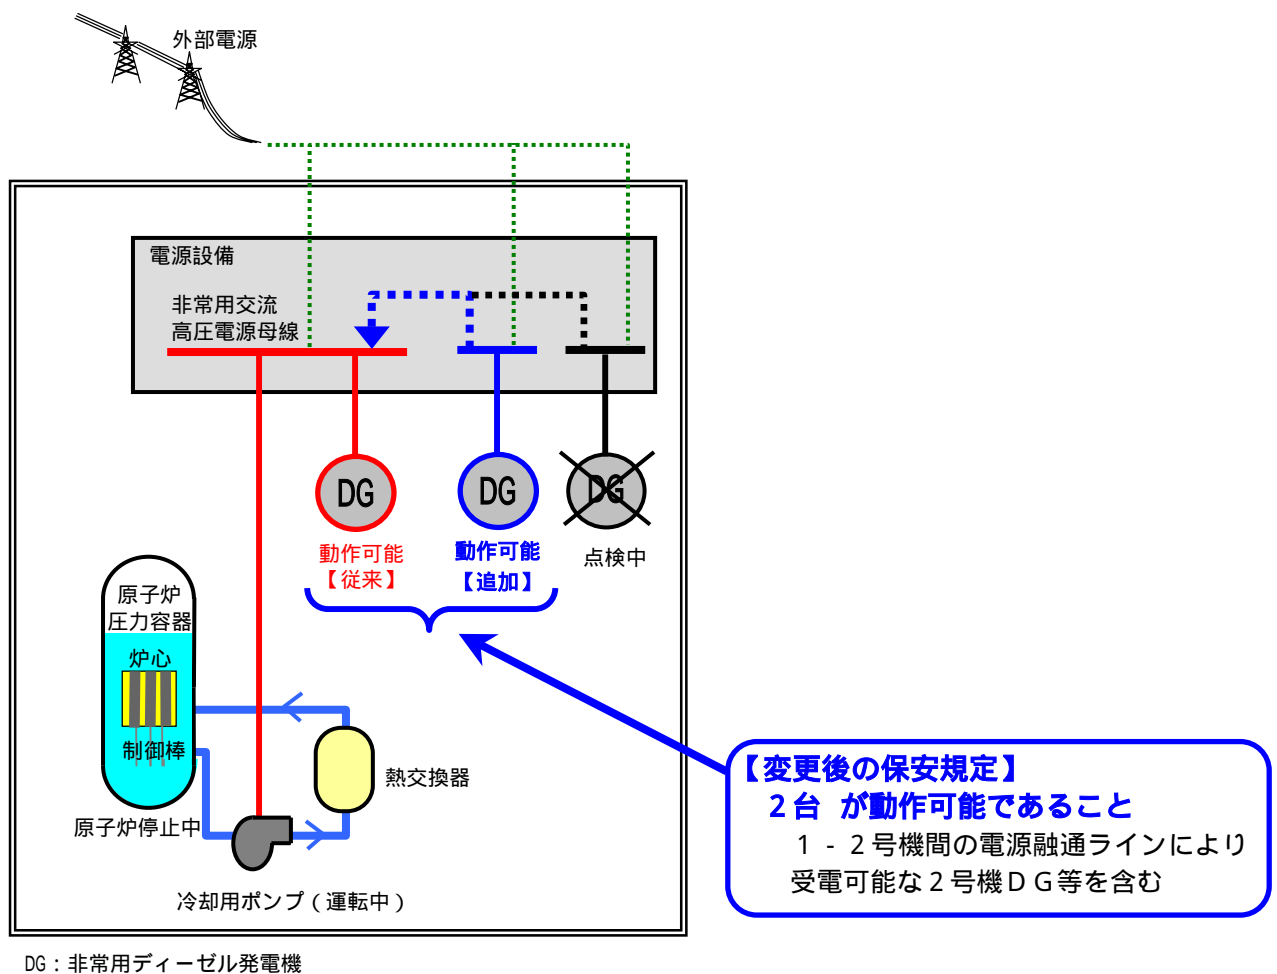 外部電源
電源設備
非常用交流
高圧電源母線
DG
DG
DG
動作可能
【従来】
動作可能
【追加】
点検中
原子炉
圧力容器
炉心
制御棒
原子炉停止中
熱交換器
冷却用ポンプ（運転中）
【変更後の保安規定】
２台 が動作可能であること
１‐２号機間の電源融通ラインにより
受電可能な２号機ＤＧ等を含む
DG：非常用ディーゼル発電機